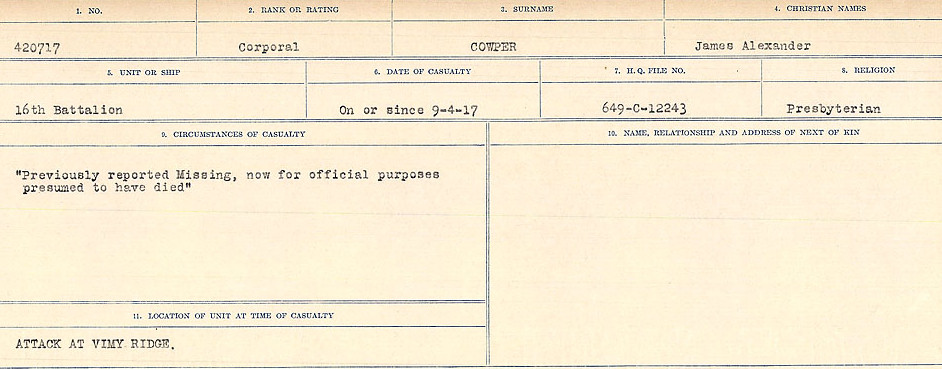 1. NO. 2. RANK OR RATING 3. SURNAME 4. CHRISTIAN NAMES
420717 Corporal COWPER James Alexander
5. UNIT OR SHIP 6. DATE OF CASUALTY 7. H. Q. FILE NO. 8. RELIGION
16th Battalion On or since 9-4-17 649-C-12243 Presbyterian
9. CIRCUMSTANCES OF CASUALTY
"Previously reported Missing, now for official purposes
presumed to have died"
10. NAME, RELATIONSHIP AND ADDRESS OF NEXT OF KIN
11. LOCATION OF UNIT AT TIME OF CASUALTY
ATTACK AT VIMY RIDGE.